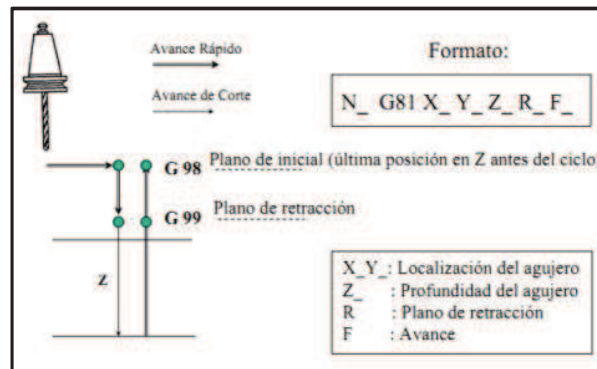 Avance Rápido
Avance de Corte
Formato:
N_ G81 X_ Y_ Z_ R_ F_
G 98 Plano de inicial (última posición en Z antes del ciclo)
G 99 Plano de retracción
Z
X_Y_: Localización del agujero
Z_ : Profundidad del agujero
R : Plano de retracción
F : Avance